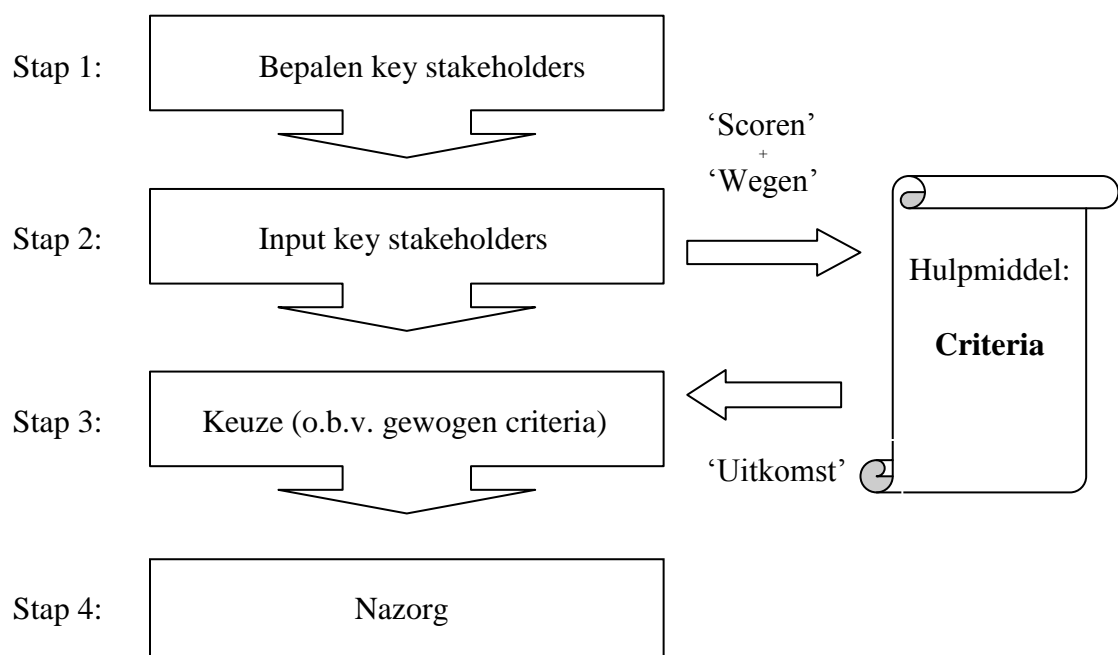 Stap 1:
Bepalen key stakeholders
‘Scoren’
+
‘Wegen’
Stap 2:
Input key stakeholders
Hulpmiddel:
Criteria
Stap 3:
Keuze (o.b.v. gewogen criteria)
‘Uitkomst’
Stap 4:
Nazorg